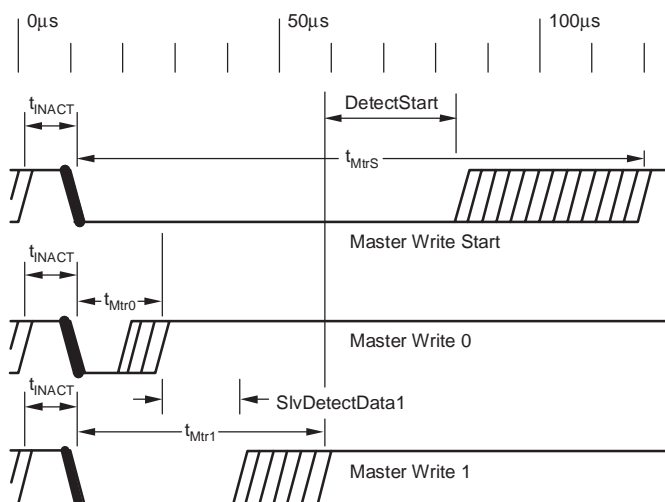 0μs 50μs 100μs
tINACT DetectStart
tMtrS
Master Write Start
tINACT
tMtr0
Master Write 0
tINACT
SlvDetectData1
tMtr1
Master Write 1